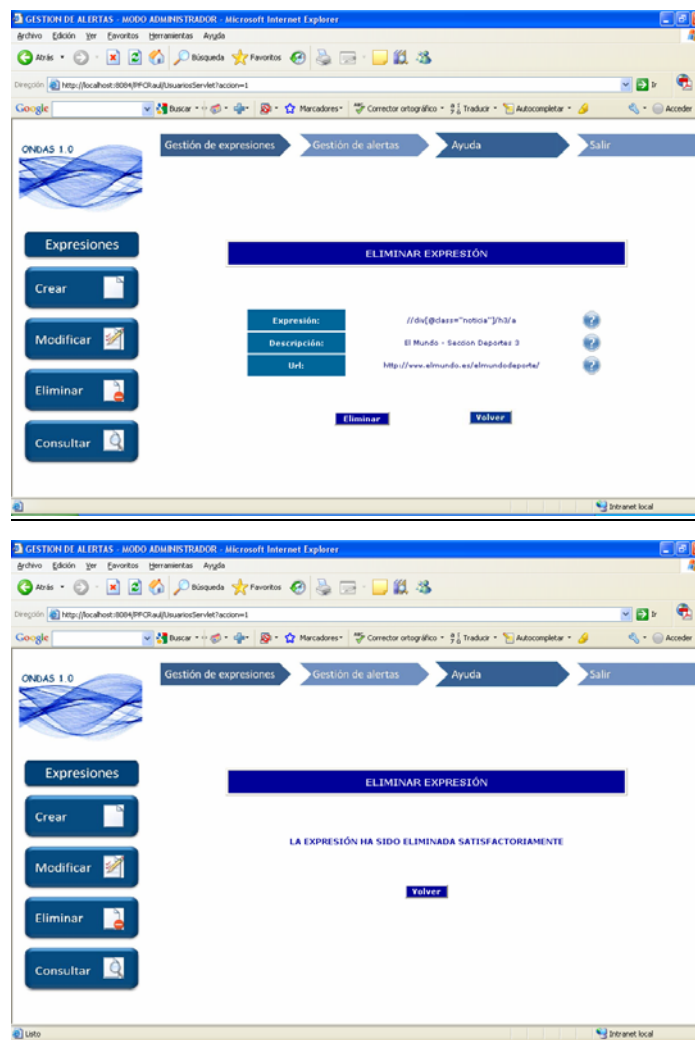 GESTION DE ALERTAS - MODO ADMINISTRADOR - Microsoft Internet Explorer
Archivo Edición Ver Favoritos Herramientas Ayuda
Atrás Búsqueda Favoritos
Dirección http://localhost:8084/PFCRaul/UsuariosServlet?accion=1 Ir
Google Buscar Marcadores Corrector ortográfico Traducir Autocompletar Acceder
ONDAS 1.0
Gestión de expresiones Gestión de alertas Ayuda Salir
Expresiones
Crear
Modificar
Eliminar
Consultar
ELIMINAR EXPRESIÓN
Expresión: //div[@class="noticia"]/h3/a
Descripción: El Mundo - Seccion Deportes 3
Url: http://www.elmundo.es/elmundodeporte/
Eliminar Volver
Intranet local
GESTION DE ALERTAS - MODO ADMINISTRADOR - Microsoft Internet Explorer
Archivo Edición Ver Favoritos Herramientas Ayuda
Atrás Búsqueda Favoritos
Dirección http://localhost:8084/PFCRaul/UsuariosServlet?accion=1 Ir
Google Buscar Marcadores Corrector ortográfico Traducir Autocompletar Acceder
ONDAS 1.0
Gestión de expresiones Gestión de alertas Ayuda Salir
Expresiones
Crear
Modificar
Eliminar
Consultar
ELIMINAR EXPRESIÓN
LA EXPRESIÓN HA SIDO ELIMINADA SATISFACTORIAMENTE
Volver
Listo Intranet local